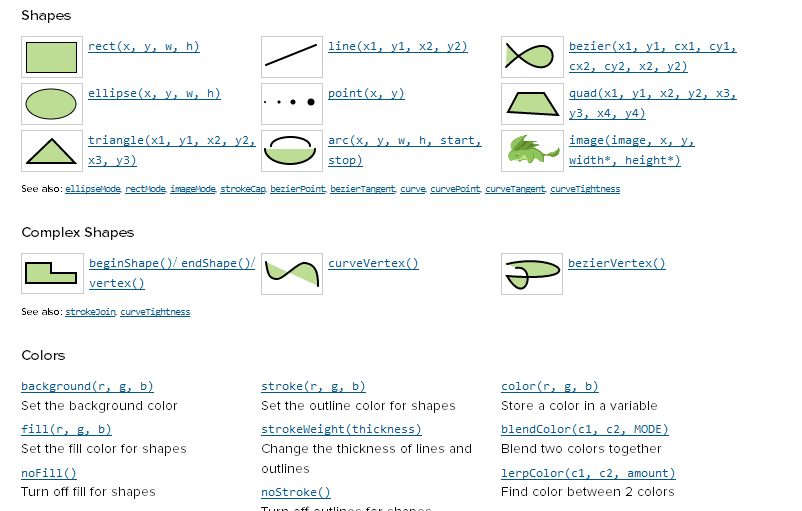 Shapes
rect(x, y, w, h)
line(x1, y1, x2, y2)
bezier(x1, y1, cx1, cy1,
cx2, cy2, x2, y2)
ellipse(x, y, w, h)
point(x, y)
quad(x1, y1, x2, y2, x3,
y3, x4, y4)
triangle(x1, y1, x2, y2,
x3, y3)
arc(x, y, w, h, start,
stop)
image(image, x, y,
width*, height*)
See also: ellipseMode, rectMode, imageMode, strokeCap, bezierPoint, bezierTangent, curve, curvePoint, curveTangent, curveTightness
Complex Shapes
beginShape()/ endShape()/
vertex()
curveVertex()
bezierVertex()
See also: strokeJoin, curveTightness
Colors
background(r, g, b)
Set the background color
stroke(r, g, b)
Set the outline color for shapes
color(r, g, b)
Store a color in a variable
fill(r, g, b)
Set the fill color for shapes
strokeWeight(thickness)
Change the thickness of lines and
outlines
blendColor(c1, c2, MODE)
Blend two colors together
noFill()
Turn off fill for shapes
noStroke()
Turn off outlines for shapes
lerpColor(c1, c2, amount)
Find color between 2 colors